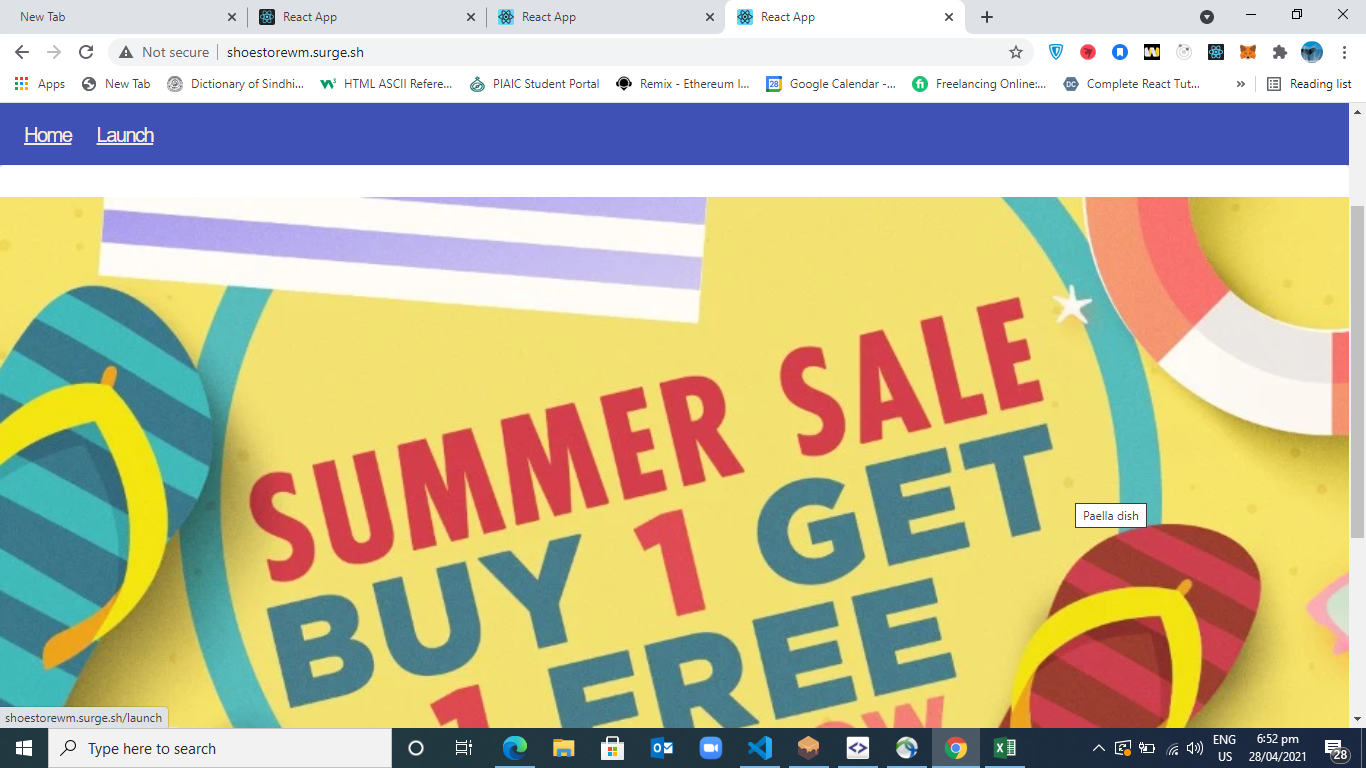 New Tab
React App
React App
React App
Not secure
shoestorewm.surge.sh
Apps
New Tab
Dictionary of Sindhi...
HTML ASCII Refere...
PIAIC Student Portal
Remix - Ethereum I...
Google Calendar -...
Freelancing Online:...
Complete React Tut...
»
Reading list
Home
Launch
SUMMER SALE
BUY 1 GET
1 FREE
Paella dish
shoestorewm.surge.sh/launch
Type here to search
ENG
US
6:52 pm
28/04/2021
28